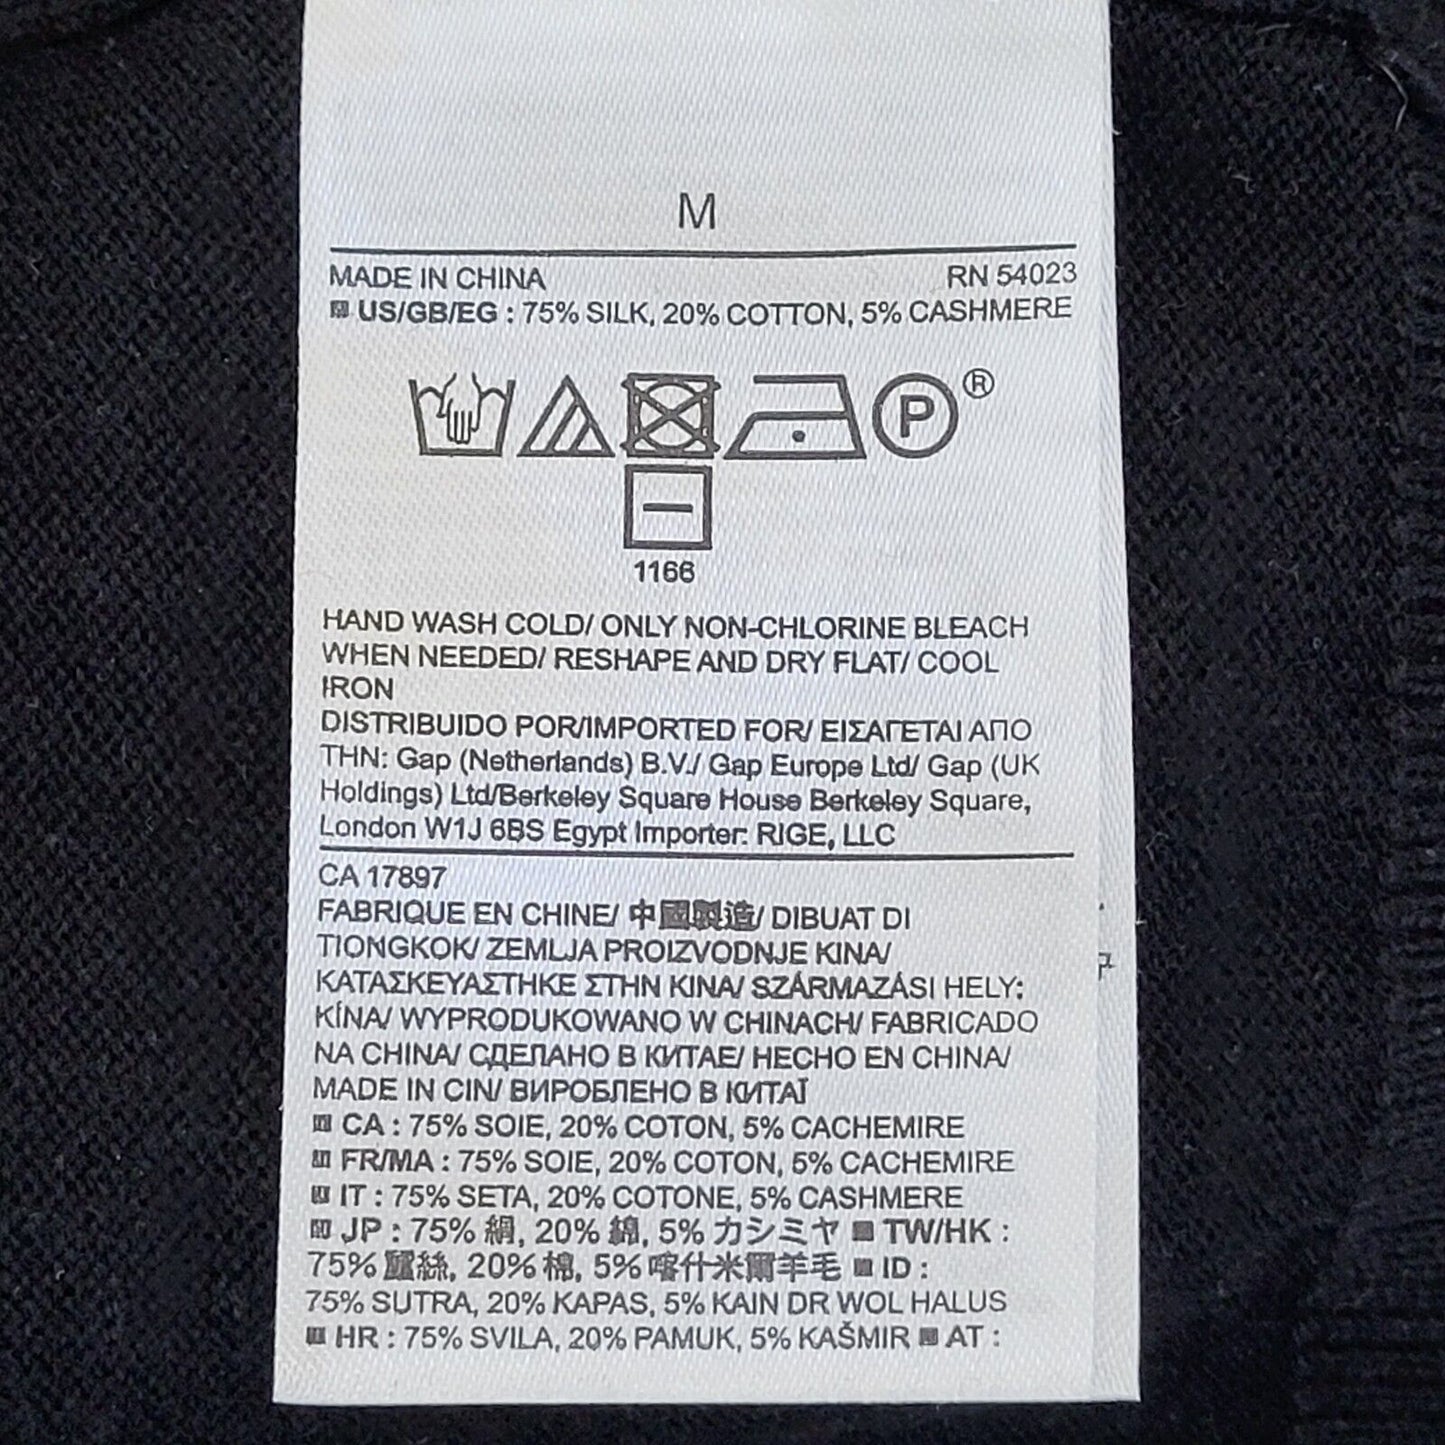 M
MADE IN CHINA RN 54023
US/GB/EG : 75% SILK, 20% COTTON, 5% CASHMERE
P ®
1166
HAND WASH COLD/ ONLY NON-CHLORINE BLEACH
WHEN NEEDED/ RESHAPE AND DRY FLAT/ COOL
IRON
DISTRIBUIDO POR/IMPORTED FOR/ ΕΙΣΑΓΕΤΑΙ ΑΠΟ
ΤΗΝ: Gap (Netherlands) B.V./ Gap Europe Ltd/ Gap (UK
Holdings) Ltd/Berkeley Square House Berkeley Square,
London W1J 6BS Egypt Importer: RIGE, LLC
CA 17897
FABRIQUE EN CHINE/ 中國製造/ DIBUAT DI
TIONGKOK/ ZEMLJA PROIZVODNJE KINA/
ΚΑΤΑΣΚΕΥΑΣΤΗΚΕ ΣΤΗΝ ΚΙΝΑ/ SZÁRMAZÁSI HELY:
KÍNA/ WYPRODUKOWANO W CHINACH/ FABRICADO
NA CHINA/ СДЕЛАНО В КИТАЕ/ HECHO EN CHINA/
MADE IN CIN/ ВИРОБЛЕНО В КИТАЇ
CA : 75% SOIE, 20% COTON, 5% CACHEMIRE
FR/MA : 75% SOIE, 20% COTON, 5% CACHEMIRE
IT : 75% SETA, 20% COTONE, 5% CASHMERE
JP : 75% 絹, 20% 綿, 5% カシミヤ TW/HK :
75% 蠶絲, 20% 棉, 5% 喀什米爾羊毛 ID :
75% SUTRA, 20% KAPAS, 5% KAIN DR WOL HALUS
HR : 75% SVILA, 20% PAMUK, 5% KAŠMIR AT :